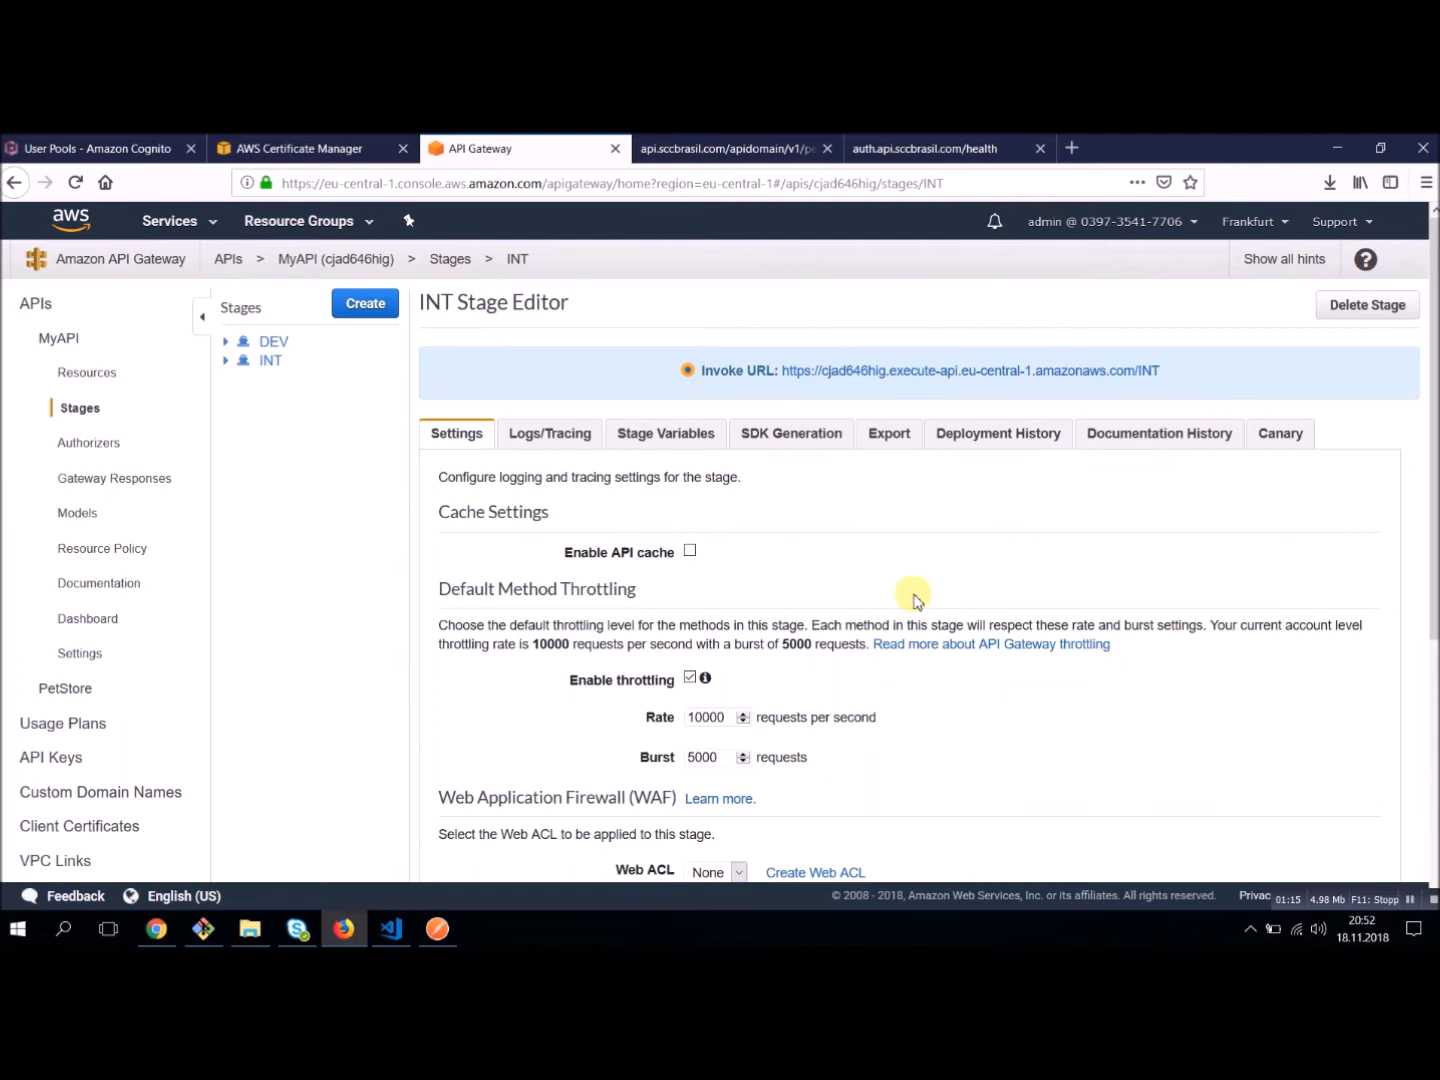 User Pools - Amazon Cognito
AWS Certificate Manager
API Gateway
api.sccbrasil.com/apidomain/v1/pe
auth.api.sccbrasil.com/health
https://eu-central-1.console.aws.amazon.com/apigateway/home?region=eu-central-1#/apis/cjad646hig/stages/INT
aws
Services
Resource Groups
admin @ 0397-3541-7706
Frankfurt
Support
Amazon API Gateway
APIs > MyAPI (cjad646hig) > Stages > INT
Show all hints
APIs
MyAPI
Resources
Stages
Authorizers
Gateway Responses
Models
Resource Policy
Documentation
Dashboard
Settings
PetStore
Usage Plans
API Keys
Custom Domain Names
Client Certificates
VPC Links
Stages
Create
DEV
INT
INT Stage Editor
Delete Stage
Invoke URL: https://cjad646hig.execute-api.eu-central-1.amazonaws.com/INT
Settings
Logs/Tracing
Stage Variables
SDK Generation
Export
Deployment History
Documentation History
Canary
Configure logging and tracing settings for the stage.
Cache Settings
Enable API cache
Default Method Throttling
Choose the default throttling level for the methods in this stage. Each method in this stage will respect these rate and burst settings. Your current account level
throttling rate is 10000 requests per second with a burst of 5000 requests. Read more about API Gateway throttling
Enable throttling
Rate 10000 requests per second
Burst 5000 requests
Web Application Firewall (WAF) Learn more.
Select the Web ACL to be applied to this stage.
Web ACL None Create Web ACL
Feedback
English (US)
© 2008 - 2018, Amazon Web Services, Inc. or its affiliates. All rights reserved.
Privac
01:15 4.98 Mb F11: Stopp
20:52
18.11.2018